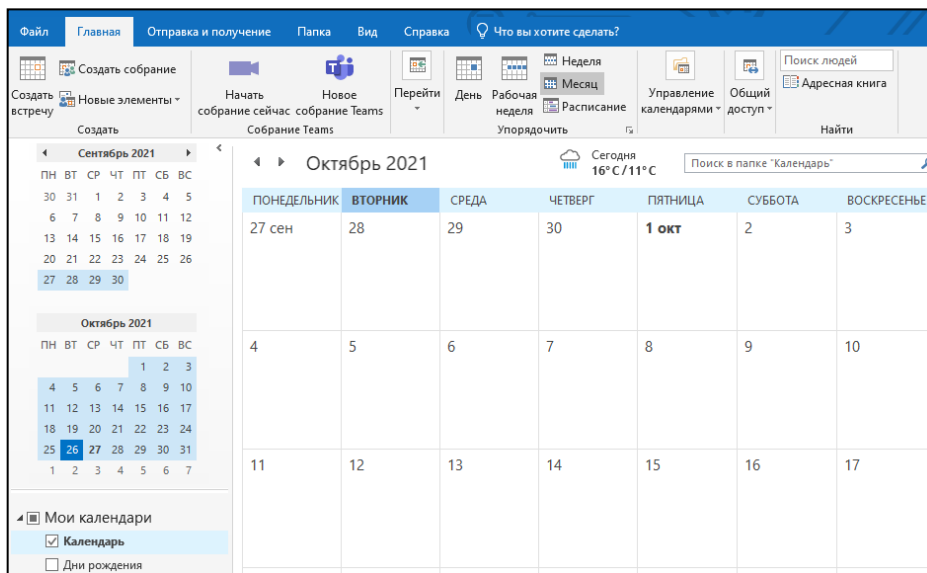 Файл Главная Отправка и получение Папка Вид Справка Что вы хотите сделать?
Создать встречу
Создать собрание
Новые элементы
Создать
Начать собрание сейчас
Новое собрание Teams
Собрание Teams
Перейти
День
Рабочая неделя
Неделя
Месяц
Расписание
Упорядочить
Управление календарями
Общий доступ
Поиск людей
Адресная книга
Найти
Сентябрь 2021
ПН ВТ СР ЧТ ПТ СБ ВС
30 31 1 2 3 4 5
6 7 8 9 10 11 12
13 14 15 16 17 18 19
20 21 22 23 24 25 26
27 28 29 30
Октябрь 2021
ПН ВТ СР ЧТ ПТ СБ ВС
1 2 3
4 5 6 7 8 9 10
11 12 13 14 15 16 17
18 19 20 21 22 23 24
25 26 27 28 29 30 31
1 2 3 4 5 6 7
Мои календари
Календарь
Дни рождения
Октябрь 2021
Сегодня
16°C/11°C
Поиск в папке "Календарь"
ПОНЕДЕЛЬНИК ВТОРНИК СРЕДА ЧЕТВЕРГ ПЯТНИЦА СУББОТА ВОСКРЕСЕНЬЕ
27 сен 28 29 30 1 окт 2 3
4 5 6 7 8 9 10
11 12 13 14 15 16 17